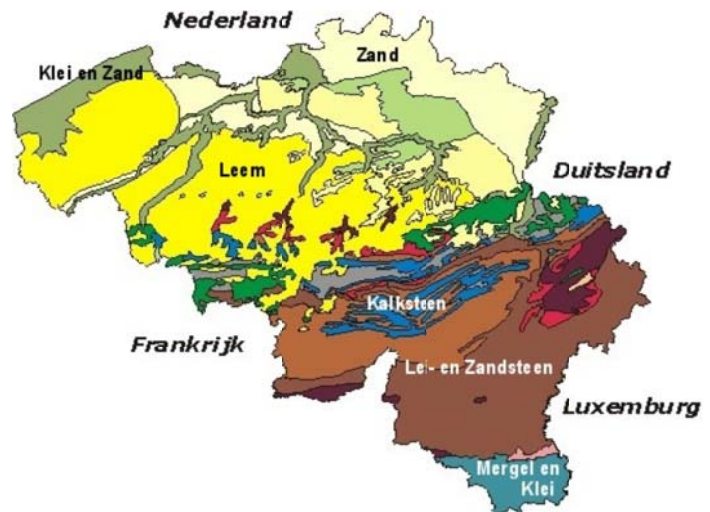 Nederland
Zand
Klei en Zand
Leem
Duitsland
Kalksteen
Frankrijk
Lei- en Zandsteen
Luxemburg
Mergel en
Klei